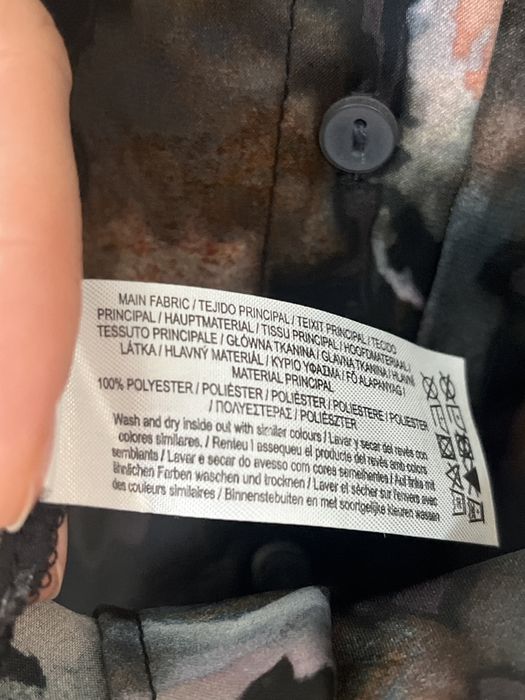 MAIN FABRIC / TEJIDO PRINCIPAL / TEIXIT PRINCIPAL / TECIDO
PRINCIPAL / HAUPTMATERIAL / TISSU PRINCIPAL / HOOFDMATERIAAL /
TESSUTO PRINCIPALE / GŁÓWNA TKANINA / GLAVNA TKANINA / HLAVNÍ
LÁTKA / HLAVNÝ MATERIÁL / ΚΥΡΙΟ ΥΦΑΣΜΑ / FŐ ALAPANYAG /
MATERIAL PRINCIPAL
100% POLYESTER / POLIÉSTER / POLIÈSTER / POLIESTERE / POLIESTER
/ ΠΟΛΥΕΣΤΕΡΑΣ / POLIÉSZTER
Wash and dry inside out with similar colours / Lavar y secar del revés con
colores similares. / Renteu i assequeu el producte del revés amb colors
semblants / Lavar e secar do avesso com cores semelhantes / Auf links mit
ähnlichen Farben waschen und trocknen / Laver et sécher sur l'envers avec
des couleurs similaires / Binnenstebuiten en met soortgelijke kleuren wassen